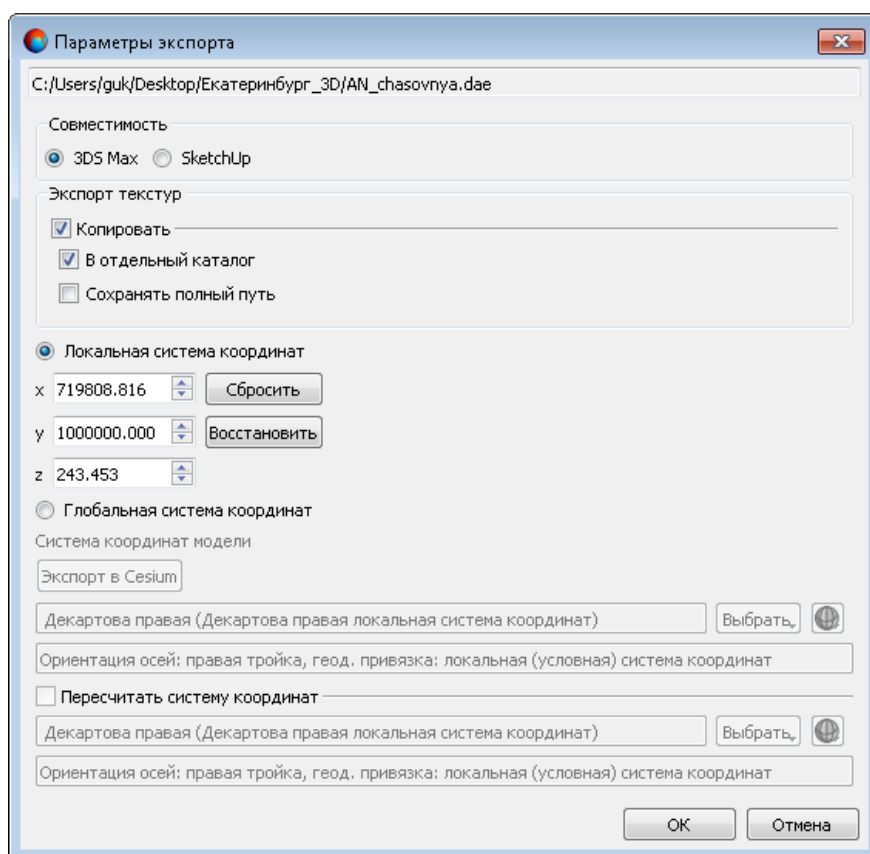 Параметры экспорта
C:/Users/guk/Desktop/Екатеринбург_3D/AN_chasovnya.dae
Совместимость
3DS Max SketchUp
Экспорт текстур
Копировать
В отдельный каталог
Сохранять полный путь
Локальная система координат
x 719808.816 Сбросить
y 1000000.000 Восстановить
z 243.453
Глобальная система координат
Система координат модели
Экспорт в Cesium
Декартова правая (Декартова правая локальная система координат) Выбрать
Ориентация осей: правая тройка, геод. привязка: локальная (условная) система координат
Пересчитать систему координат
Декартова правая (Декартова правая локальная система координат) Выбрать
Ориентация осей: правая тройка, геод. привязка: локальная (условная) система координат
OK Отмена